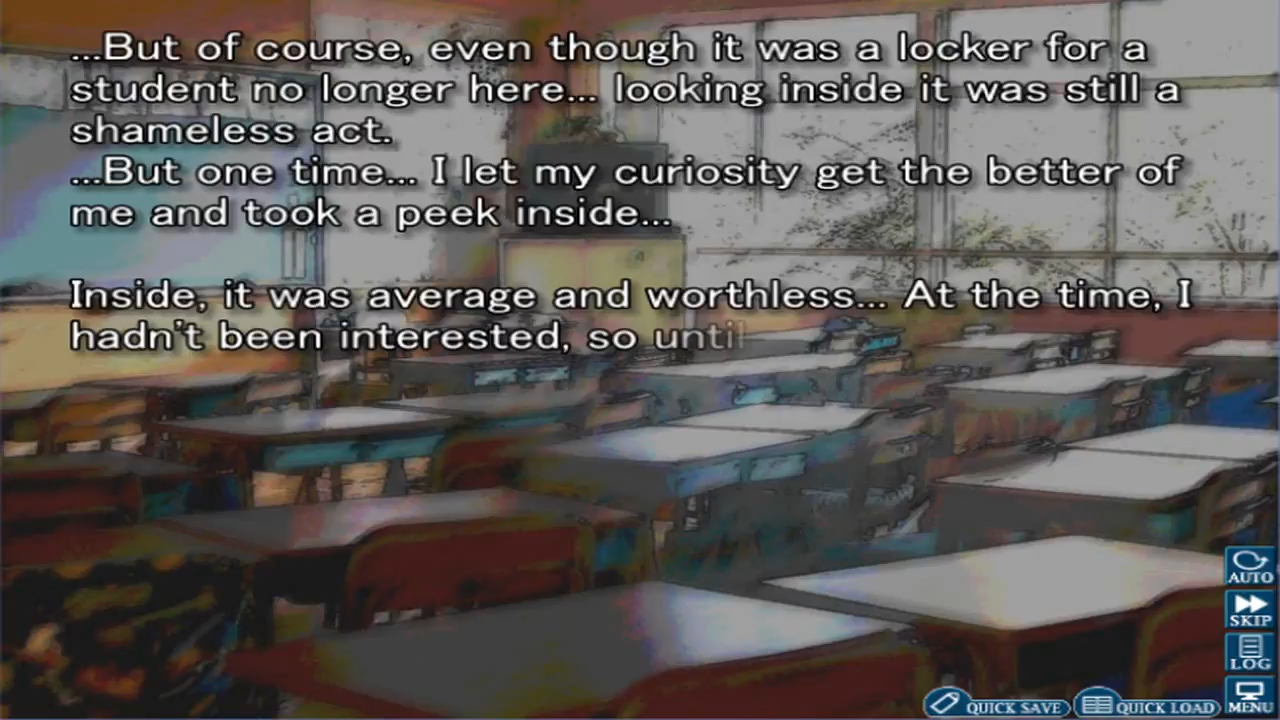 ...But of course, even though it was a locker for a
student no longer here... looking inside it was still a
shameless act.
...But one time... I let my curiosity get the better of
me and took a peek inside...
Inside, it was average and worthless... At the time, I
hadn't been interested, so until
AUTO
SKIP
LOG
QUICK SAVE
QUICK LOAD
MENU